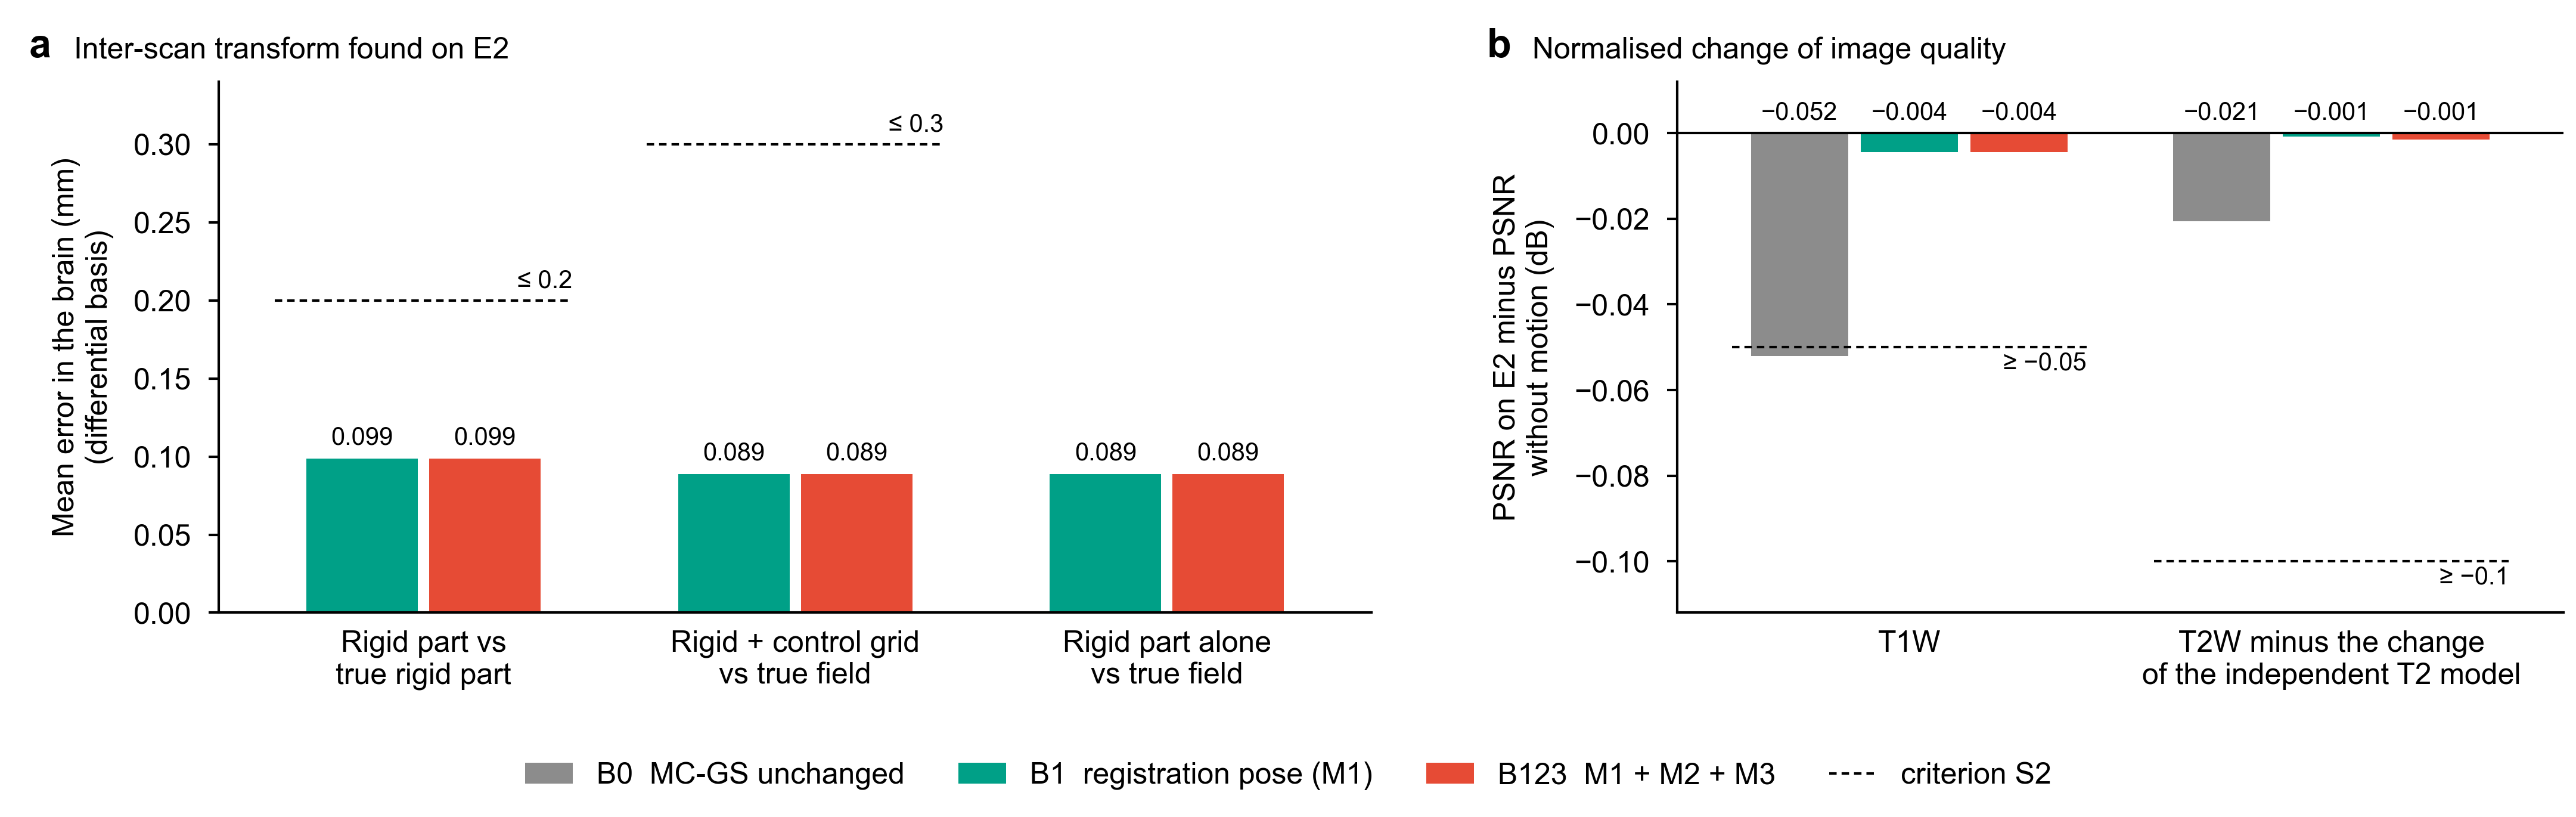 a Inter-scan transform found on E2
Mean error in the brain (mm)
(differential basis)
0.30
0.25
0.20
0.15
0.10
0.05
0.00
≤ 0.2
≤ 0.3
0.099
0.099
0.089
0.089
0.089
0.089
Rigid part vs
true rigid part
Rigid + control grid
vs true field
Rigid part alone
vs true field
b Normalised change of image quality
PSNR on E2 minus PSNR
without motion (dB)
0.00
−0.02
−0.04
−0.06
−0.08
−0.10
−0.052
−0.004
−0.004
−0.021
−0.001
−0.001
≥ −0.05
≥ −0.1
T1W
T2W minus the change
of the independent T2 model
B0 MC-GS unchanged
B1 registration pose (M1)
B123 M1 + M2 + M3
criterion S2